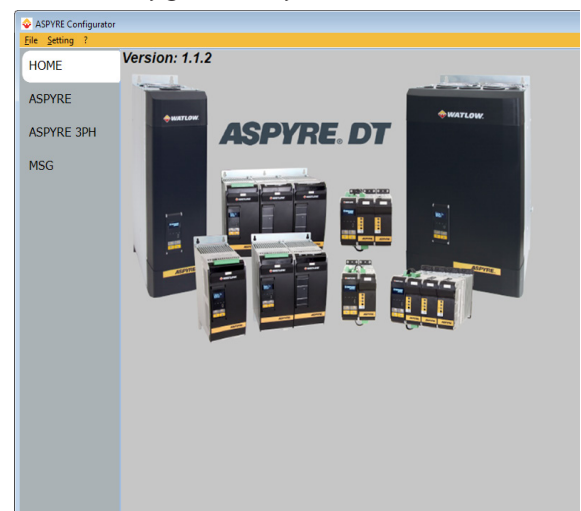 ASPYRE Configurator
File Setting ?
HOME
Version: 1.1.2
ASPYRE
ASPYRE 3PH
MSG
WATLOW.
WATLOW.
ASPYRE. DT
ASPYRE
ASPYRE